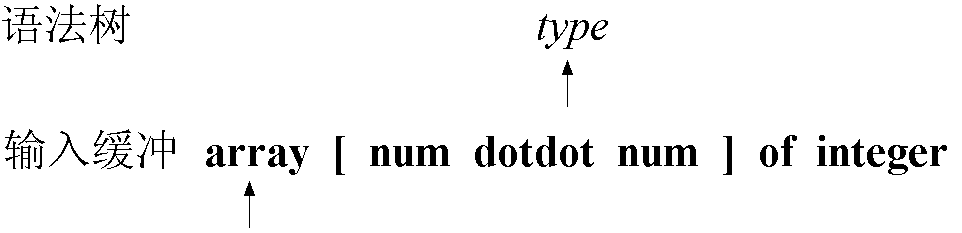 语法树 type
输入缓冲 array [ num dotdot num ] of integer